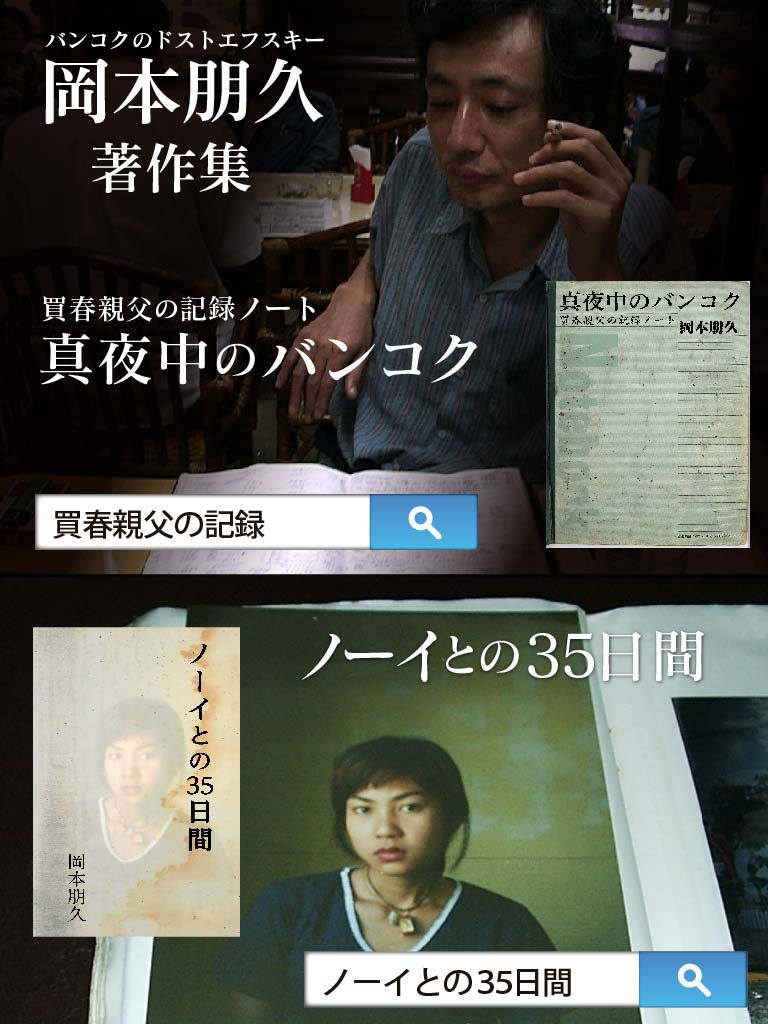 バンコクのドストエフスキー
岡本朋久
著作集
買春親父の記録ノート
真夜中のバンコク
真夜中のバンコク
買春親父の記録ノート
岡本朋久
買春親父の記録
ノーイとの35日間
ノーイとの35日間
岡本朋久
ノーイとの35日間